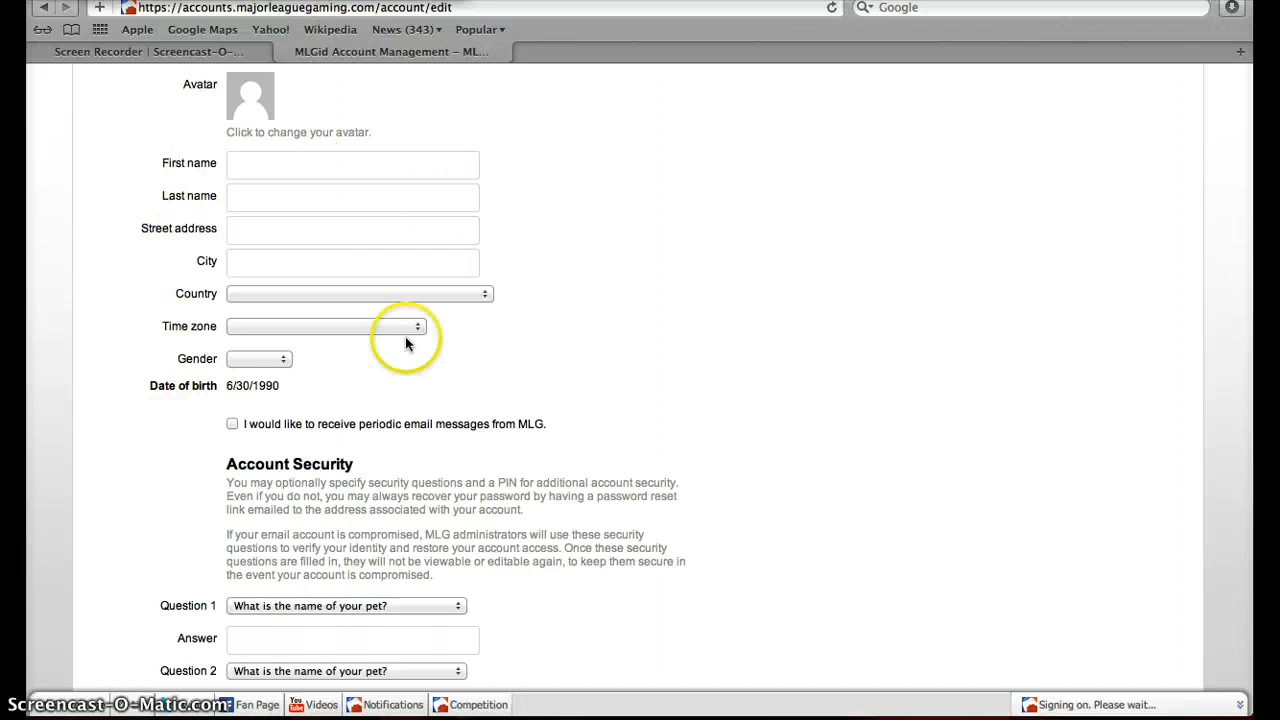 https://accounts.majorleaguegaming.com/account/edit
Google
Apple Google Maps Yahoo! Wikipedia News (343) Popular
Screen Recorder | Screencast-O-... MLGid Account Management – ML...
Avatar
Click to change your avatar.
First name
Last name
Street address
City
Country
Time zone
Gender
Date of birth 6/30/1990
I would like to receive periodic email messages from MLG.
Account Security
You may optionally specify security questions and a PIN for additional account security.
Even if you do not, you may always recover your password by having a password reset
link emailed to the address associated with your account.
If your email account is compromised, MLG administrators will use these security
questions to verify your identity and restore your account access. Once these security
questions are filled in, they will not be viewable or editable again, to keep them secure in
the event your account is compromised.
Question 1 What is the name of your pet?
Answer
Question 2 What is the name of your pet?
Screencast-O-Matic.com Fan Page You Tube Videos Notifications Competition Signing on. Please wait...